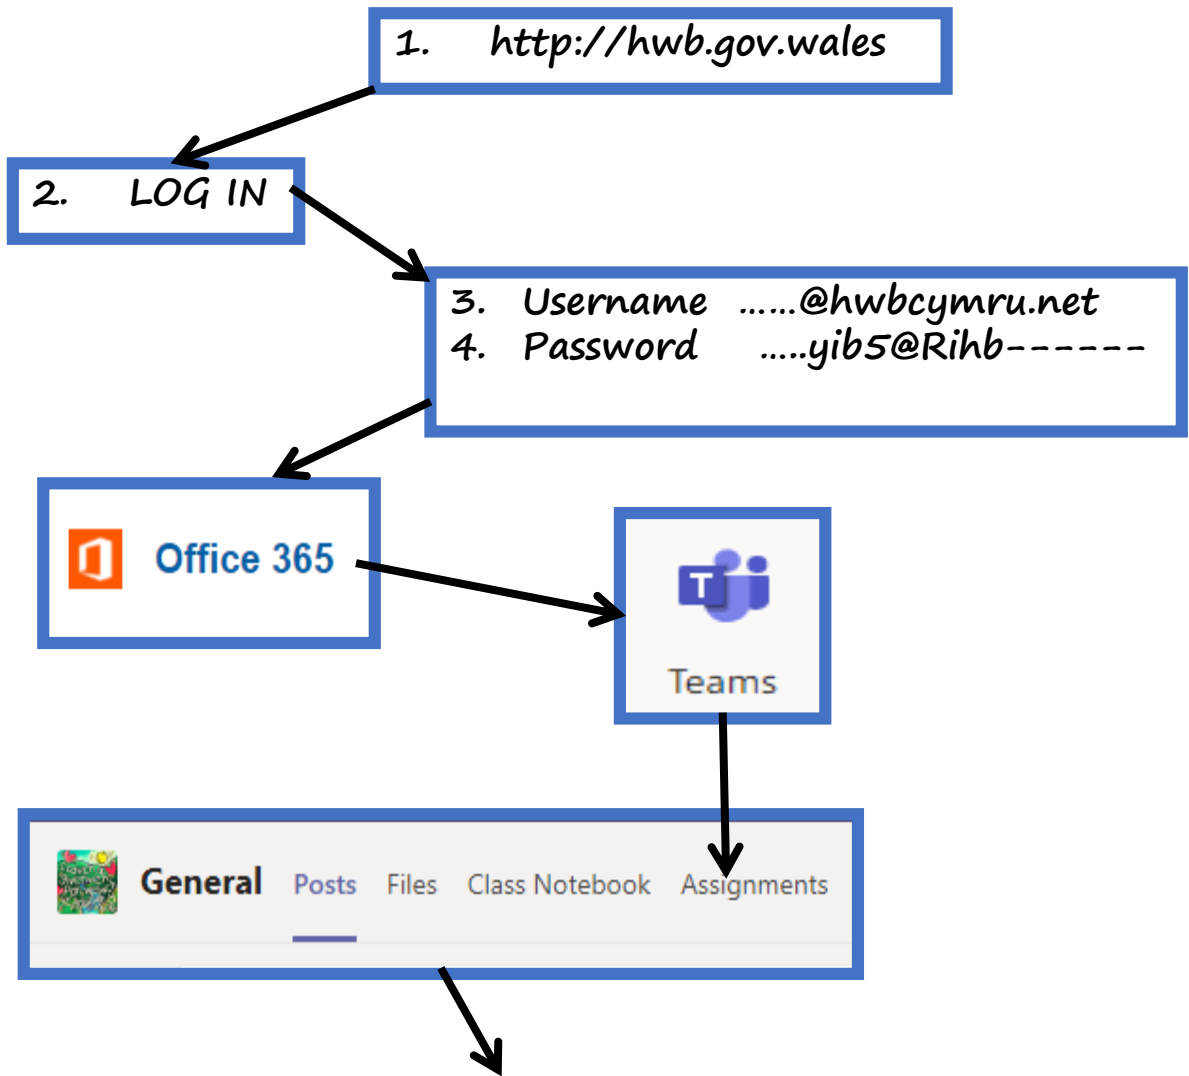 1. http://hwb.gov.wales
2. LOG IN
3. Username ......@hwbcymru.net
4. Password .....yib5@Rihb------
Office 365
T
Teams
General Posts Files Class Notebook Assignments